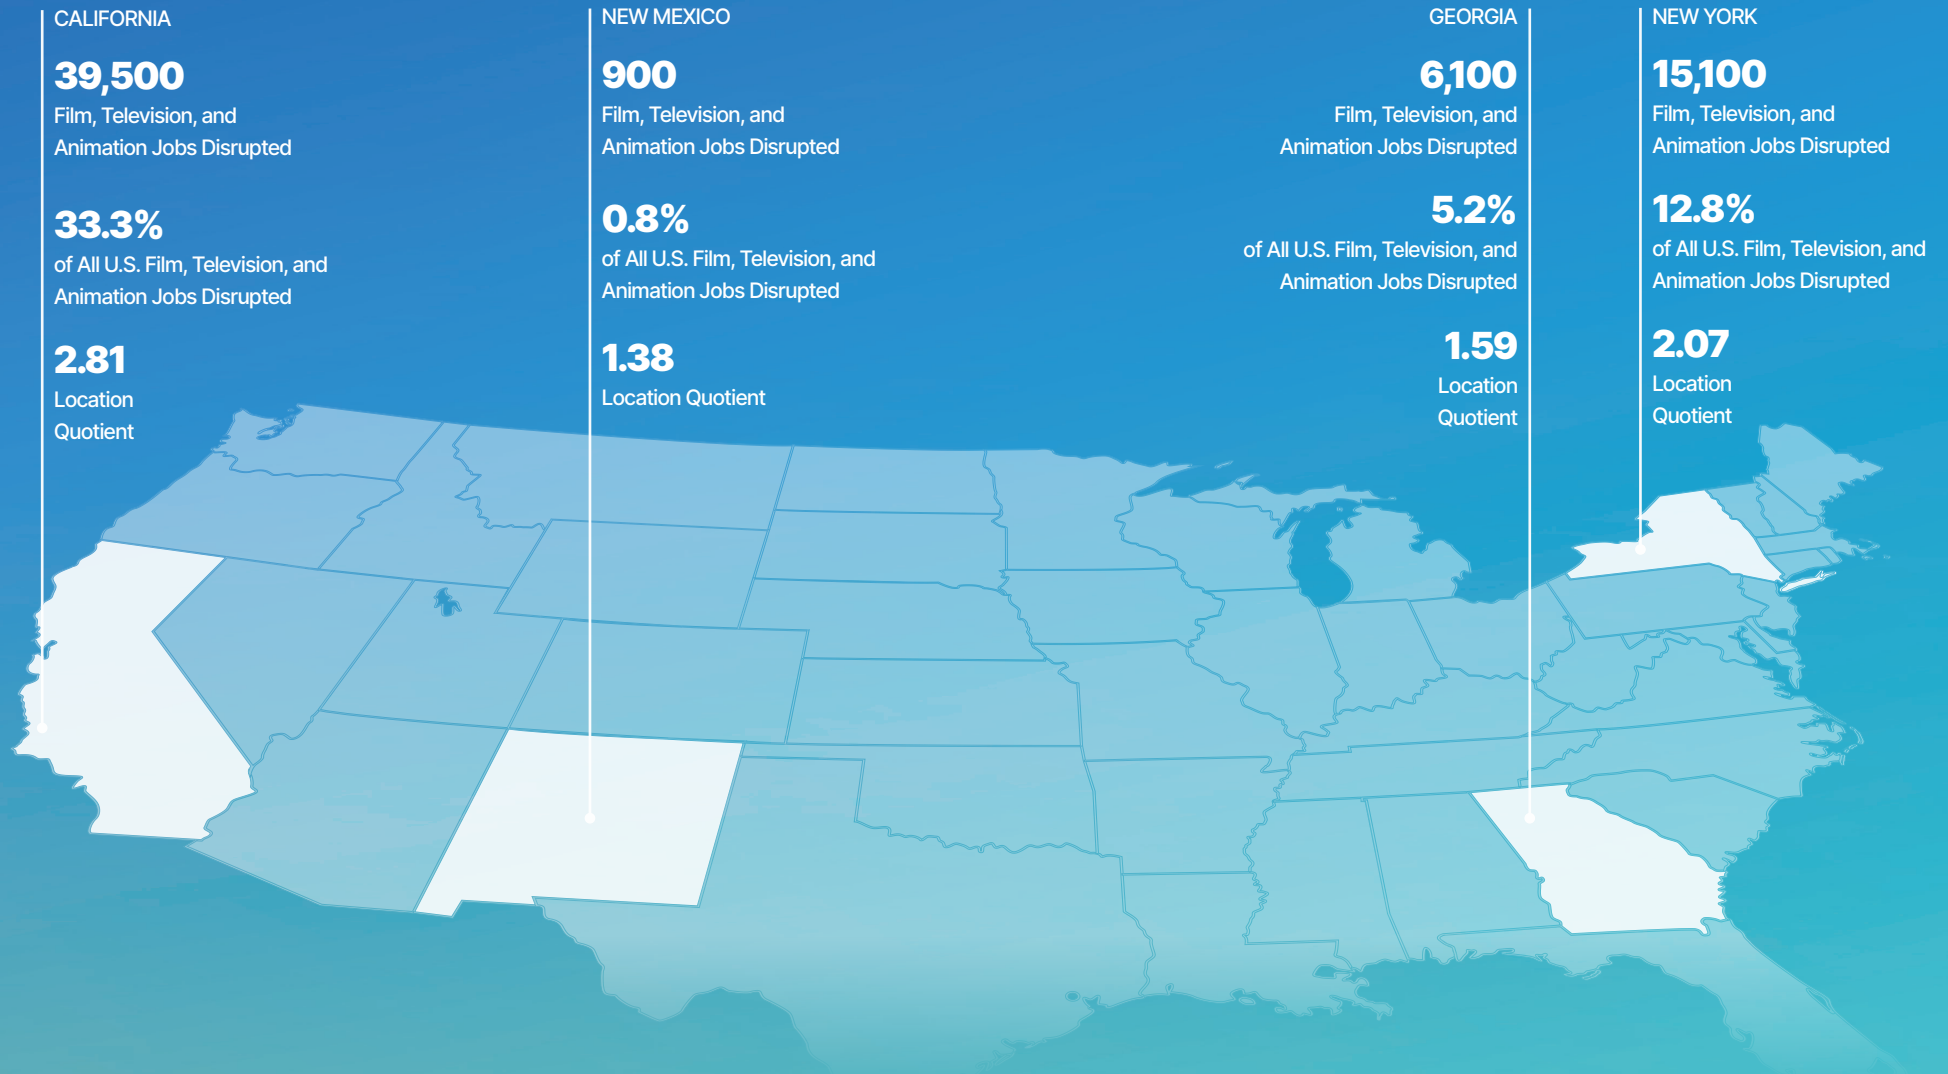 CALIFORNIA
39,500
Film, Television, and
Animation Jobs Disrupted
33.3%
of All U.S. Film, Television, and
Animation Jobs Disrupted
2.81
Location
Quotient
NEW MEXICO
900
Film, Television, and
Animation Jobs Disrupted
0.8%
of All U.S. Film, Television, and
Animation Jobs Disrupted
1.38
Location Quotient
GEORGIA
6,100
Film, Television, and
Animation Jobs Disrupted
5.2%
of All U.S. Film, Television, and
Animation Jobs Disrupted
1.59
Location
Quotient
NEW YORK
15,100
Film, Television, and
Animation Jobs Disrupted
12.8%
of All U.S. Film, Television, and
Animation Jobs Disrupted
2.07
Location
Quotient